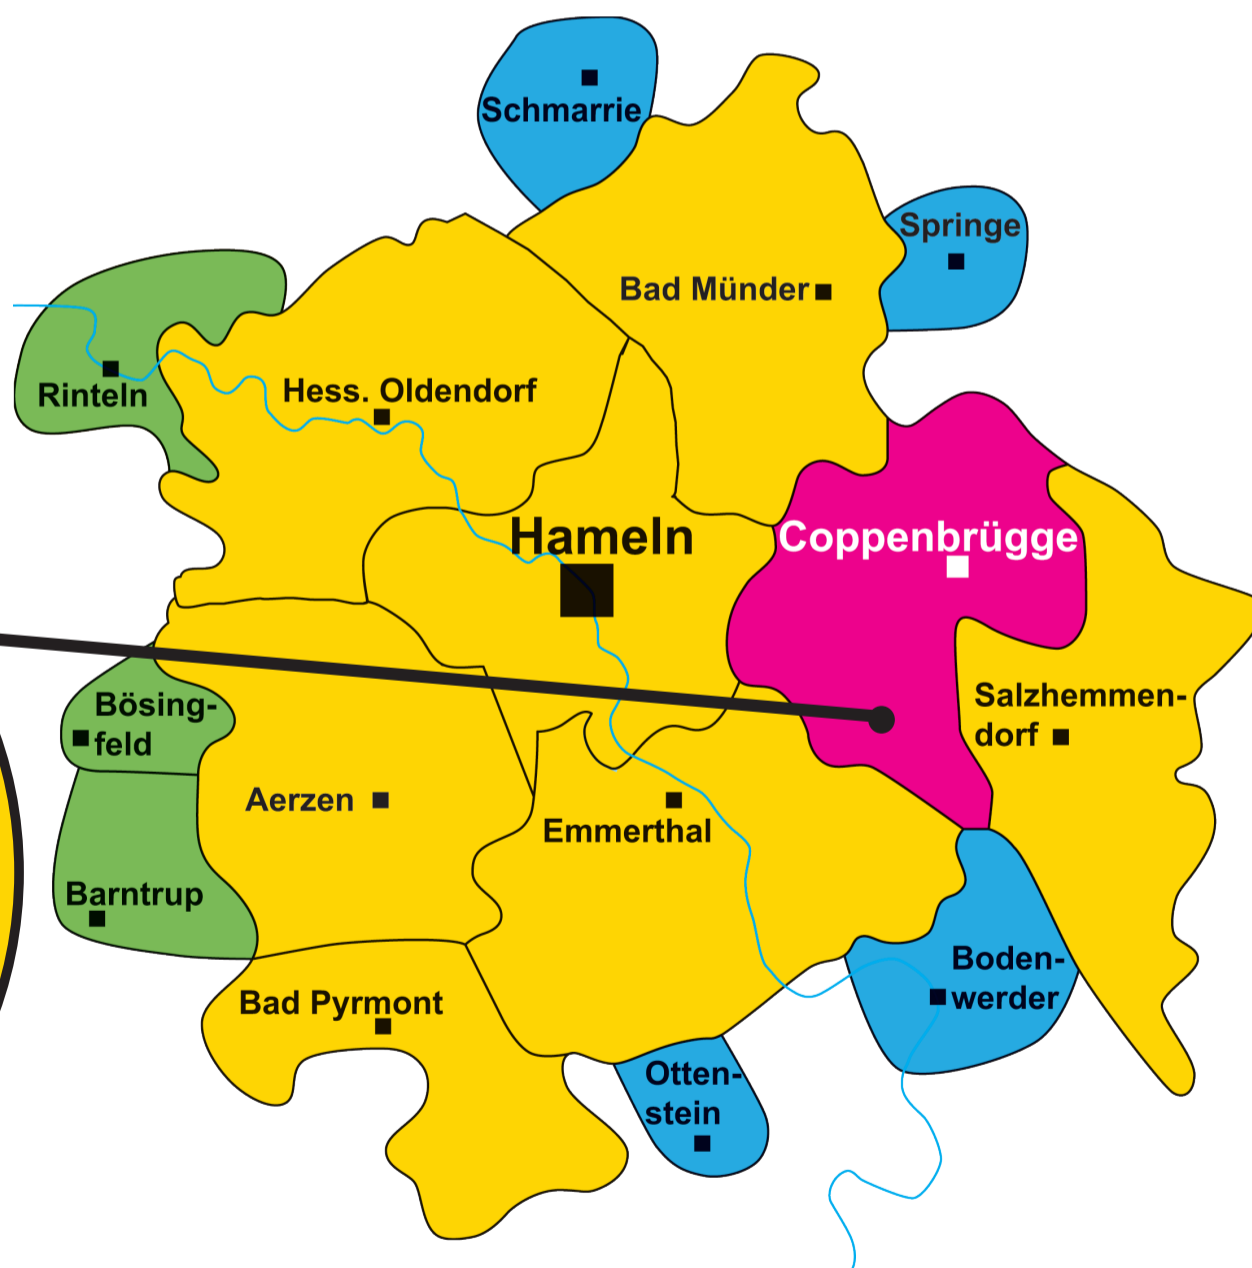 Schmarrie
Springe
Bad Münder
Hess. Oldendorf
Rinteln
Hameln
Coppenbrügge
Salzhemmen-
dorf
Bösing-
feld
Aerzen
Emmerthal
Barntrup
Boden-
werder
Bad Pyrmont
Otten-
stein